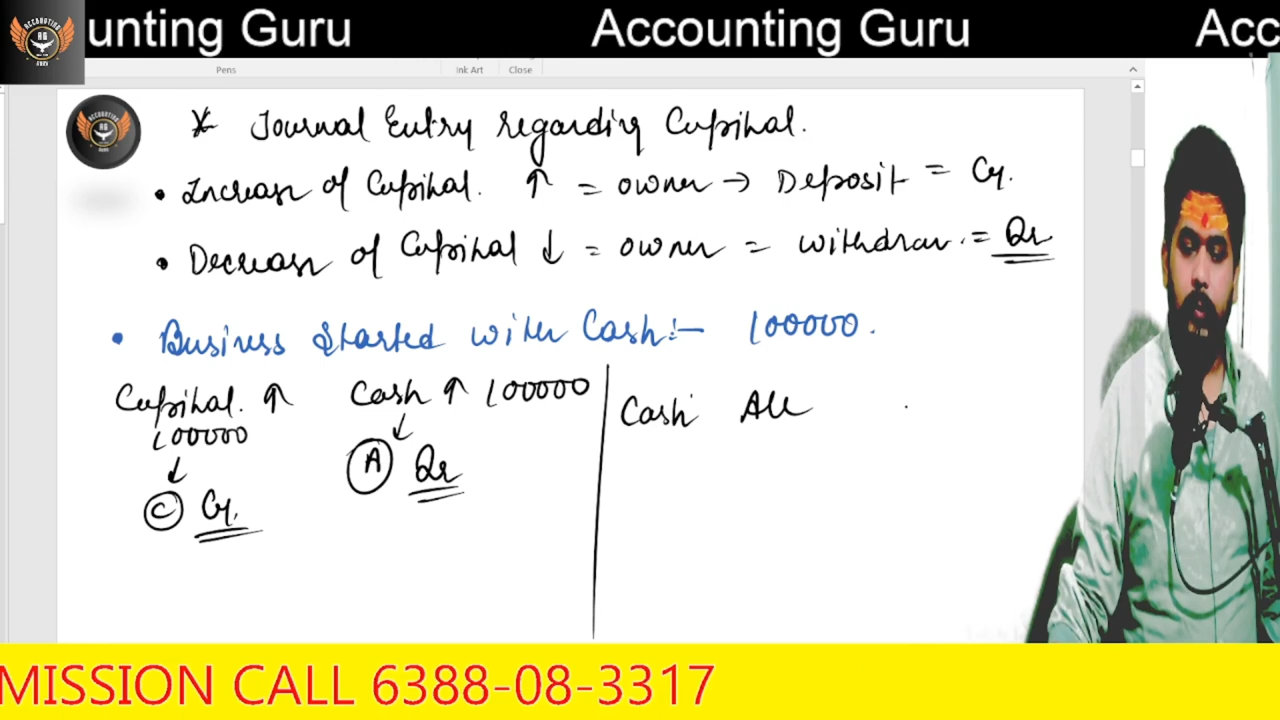 unting Guru Accounting Guru Acc
Pens Ink Art Close
Journal Entry regarding Capital.
• Increase of Capital. ↑ = owner → Deposit = Cr.
• Decrease of Capital ↓ = owner = withdraw. = Dr
• Business Started with Cash:- 100000.
Capital. ↑ Cash ↑ 100000
100000
↓ ↓
Ⓐ Dr
Ⓒ Cr.
Cash A/c
MISSION CALL 6388-08-3317